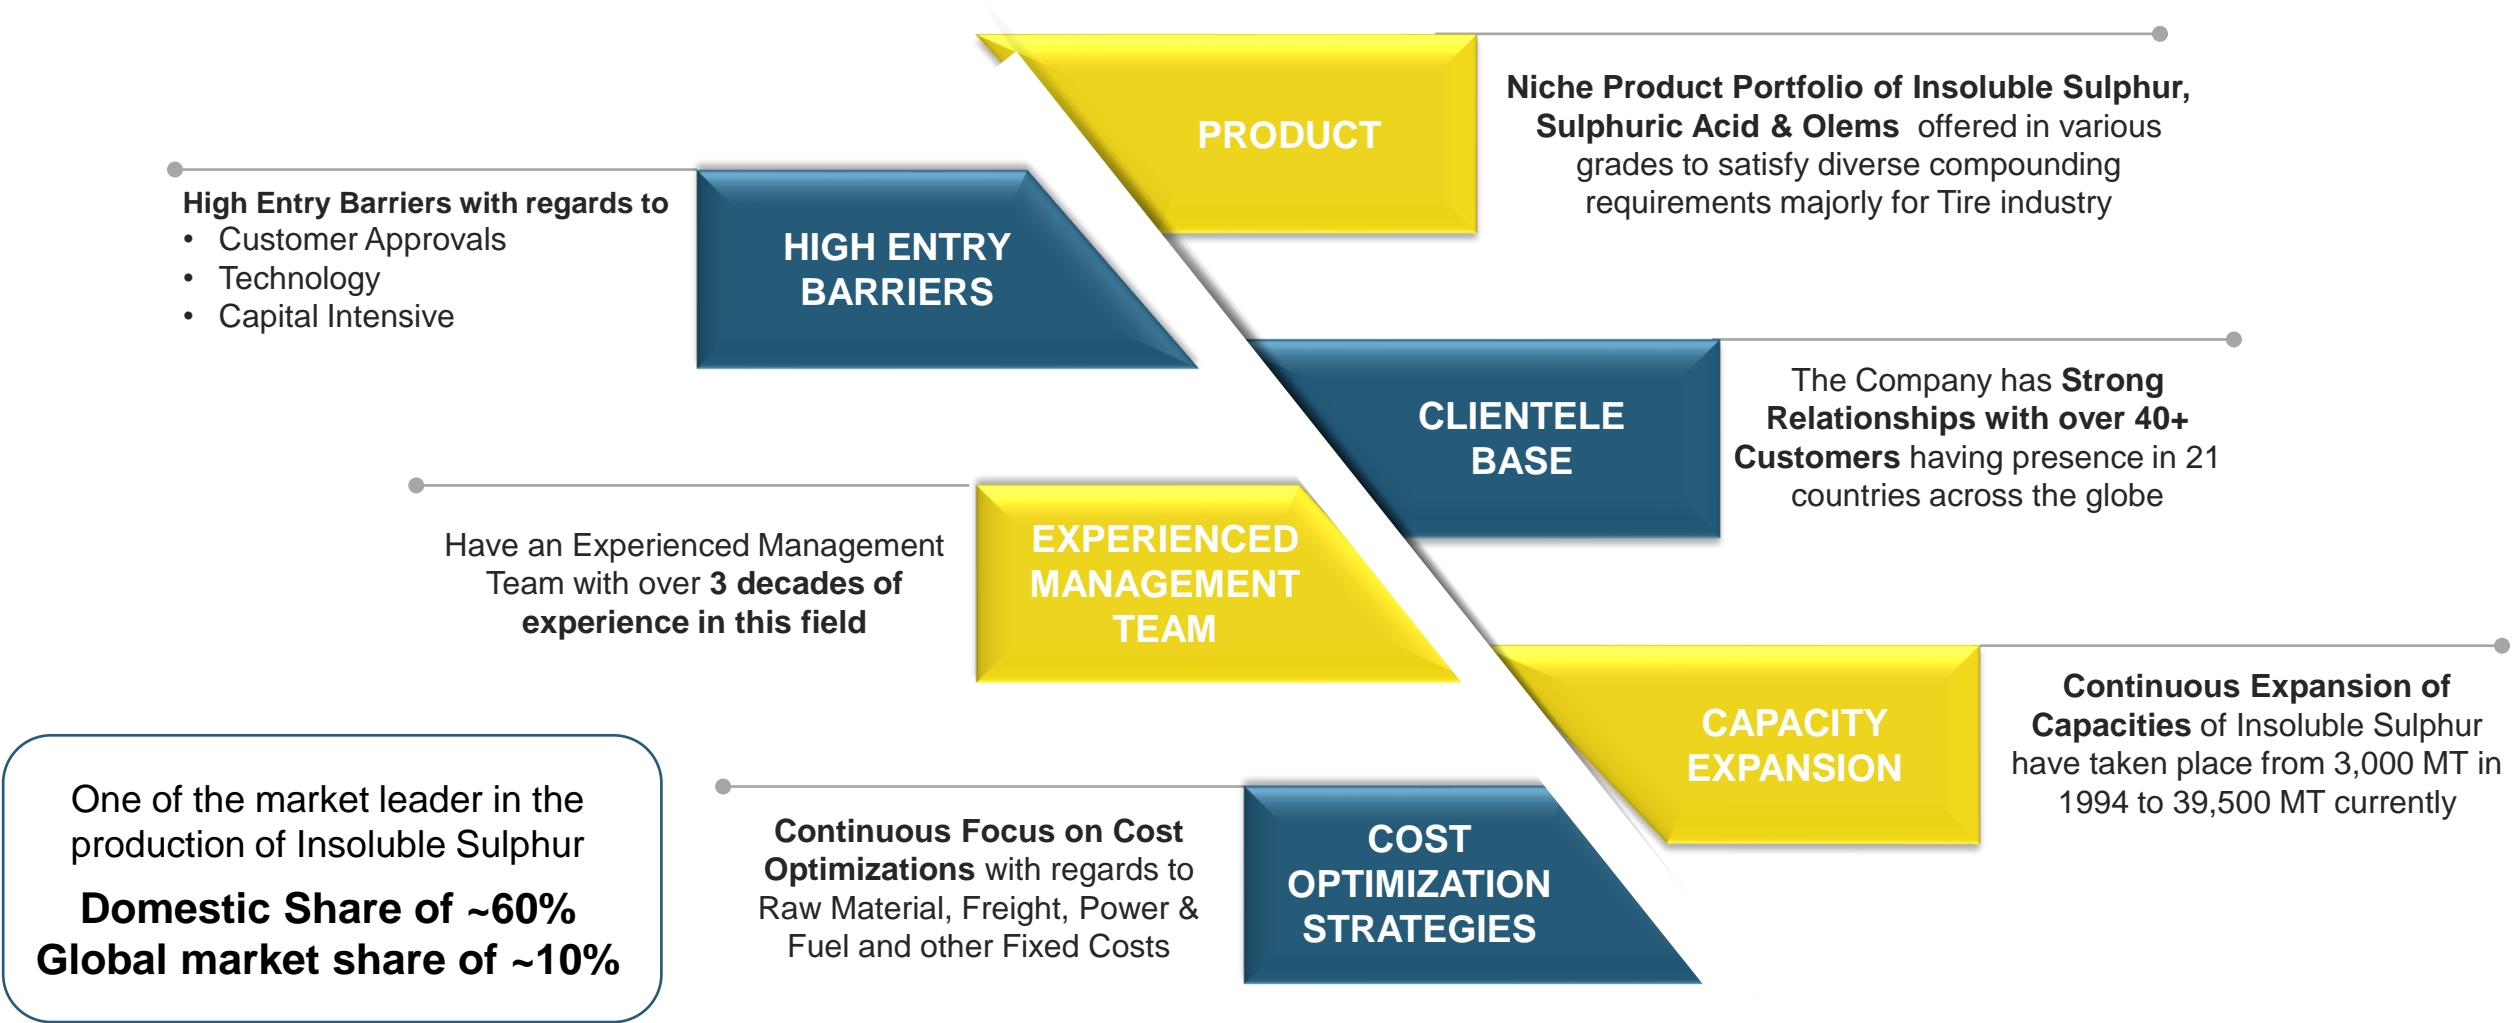 PRODUCT
Niche Product Portfolio of Insoluble Sulphur,
Sulphuric Acid & Olems offered in various
grades to satisfy diverse compounding
requirements majorly for Tire industry
High Entry Barriers with regards to
• Customer Approvals
• Technology
• Capital Intensive
HIGH ENTRY
BARRIERS
CLIENTELE
BASE
The Company has Strong
Relationships with over 40+
Customers having presence in 21
countries across the globe
Have an Experienced Management
Team with over 3 decades of
experience in this field
EXPERIENCED
MANAGEMENT
TEAM
CAPACITY
EXPANSION
Continuous Expansion of
Capacities of Insoluble Sulphur
have taken place from 3,000 MT in
1994 to 39,500 MT currently
One of the market leader in the
production of Insoluble Sulphur
Domestic Share of ~60%
Global market share of ~10%
Continuous Focus on Cost
Optimizations with regards to
Raw Material, Freight, Power &
Fuel and other Fixed Costs
COST
OPTIMIZATION
STRATEGIES